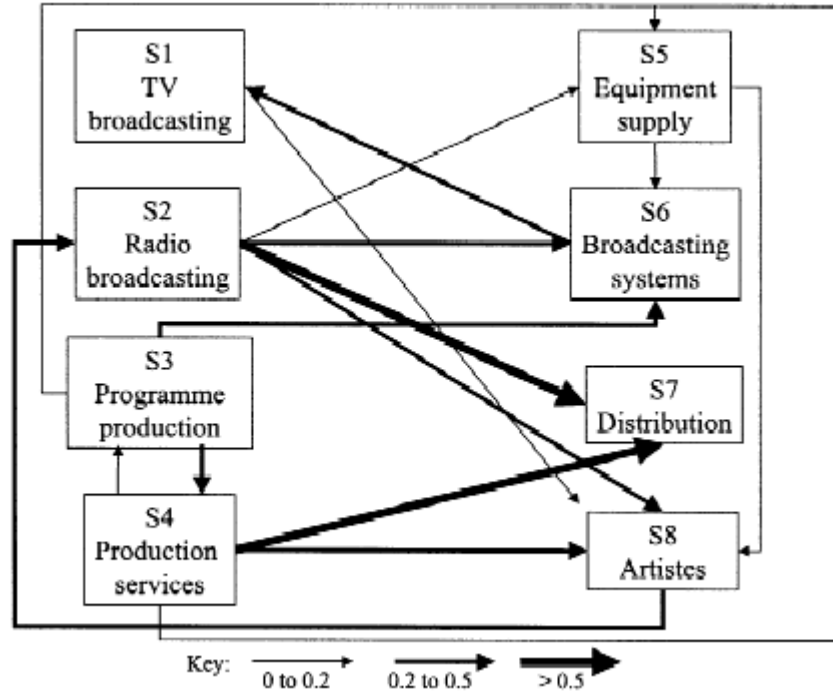 S1
TV
broadcasting
S5
Equipment
supply
S2
Radio
broadcasting
S6
Broadcasting
systems
S3
Programme
production
S7
Distribution
S4
Production
services
S8
Artistes
Key:
0 to 0.2
0.2 to 0.5
> 0.5